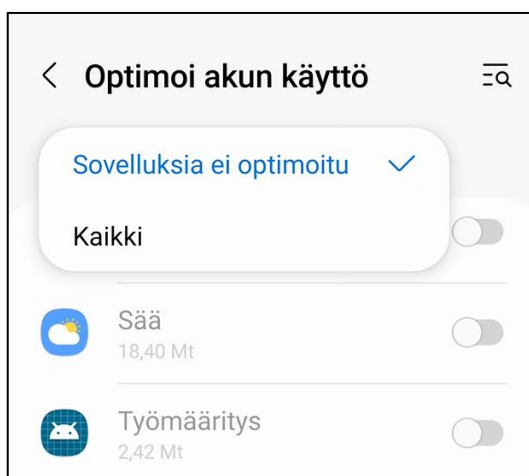 Optimoi akun käyttö
Sovelluksia ei optimoitu
Kaikki
Sää
18,40 Mt
Työmääritys
2,42 Mt